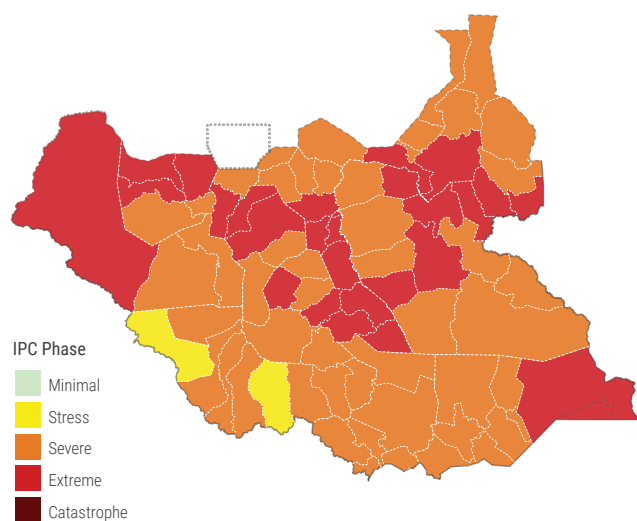 IPC Phase
Minimal
Stress
Severe
Extreme
Catastrophe